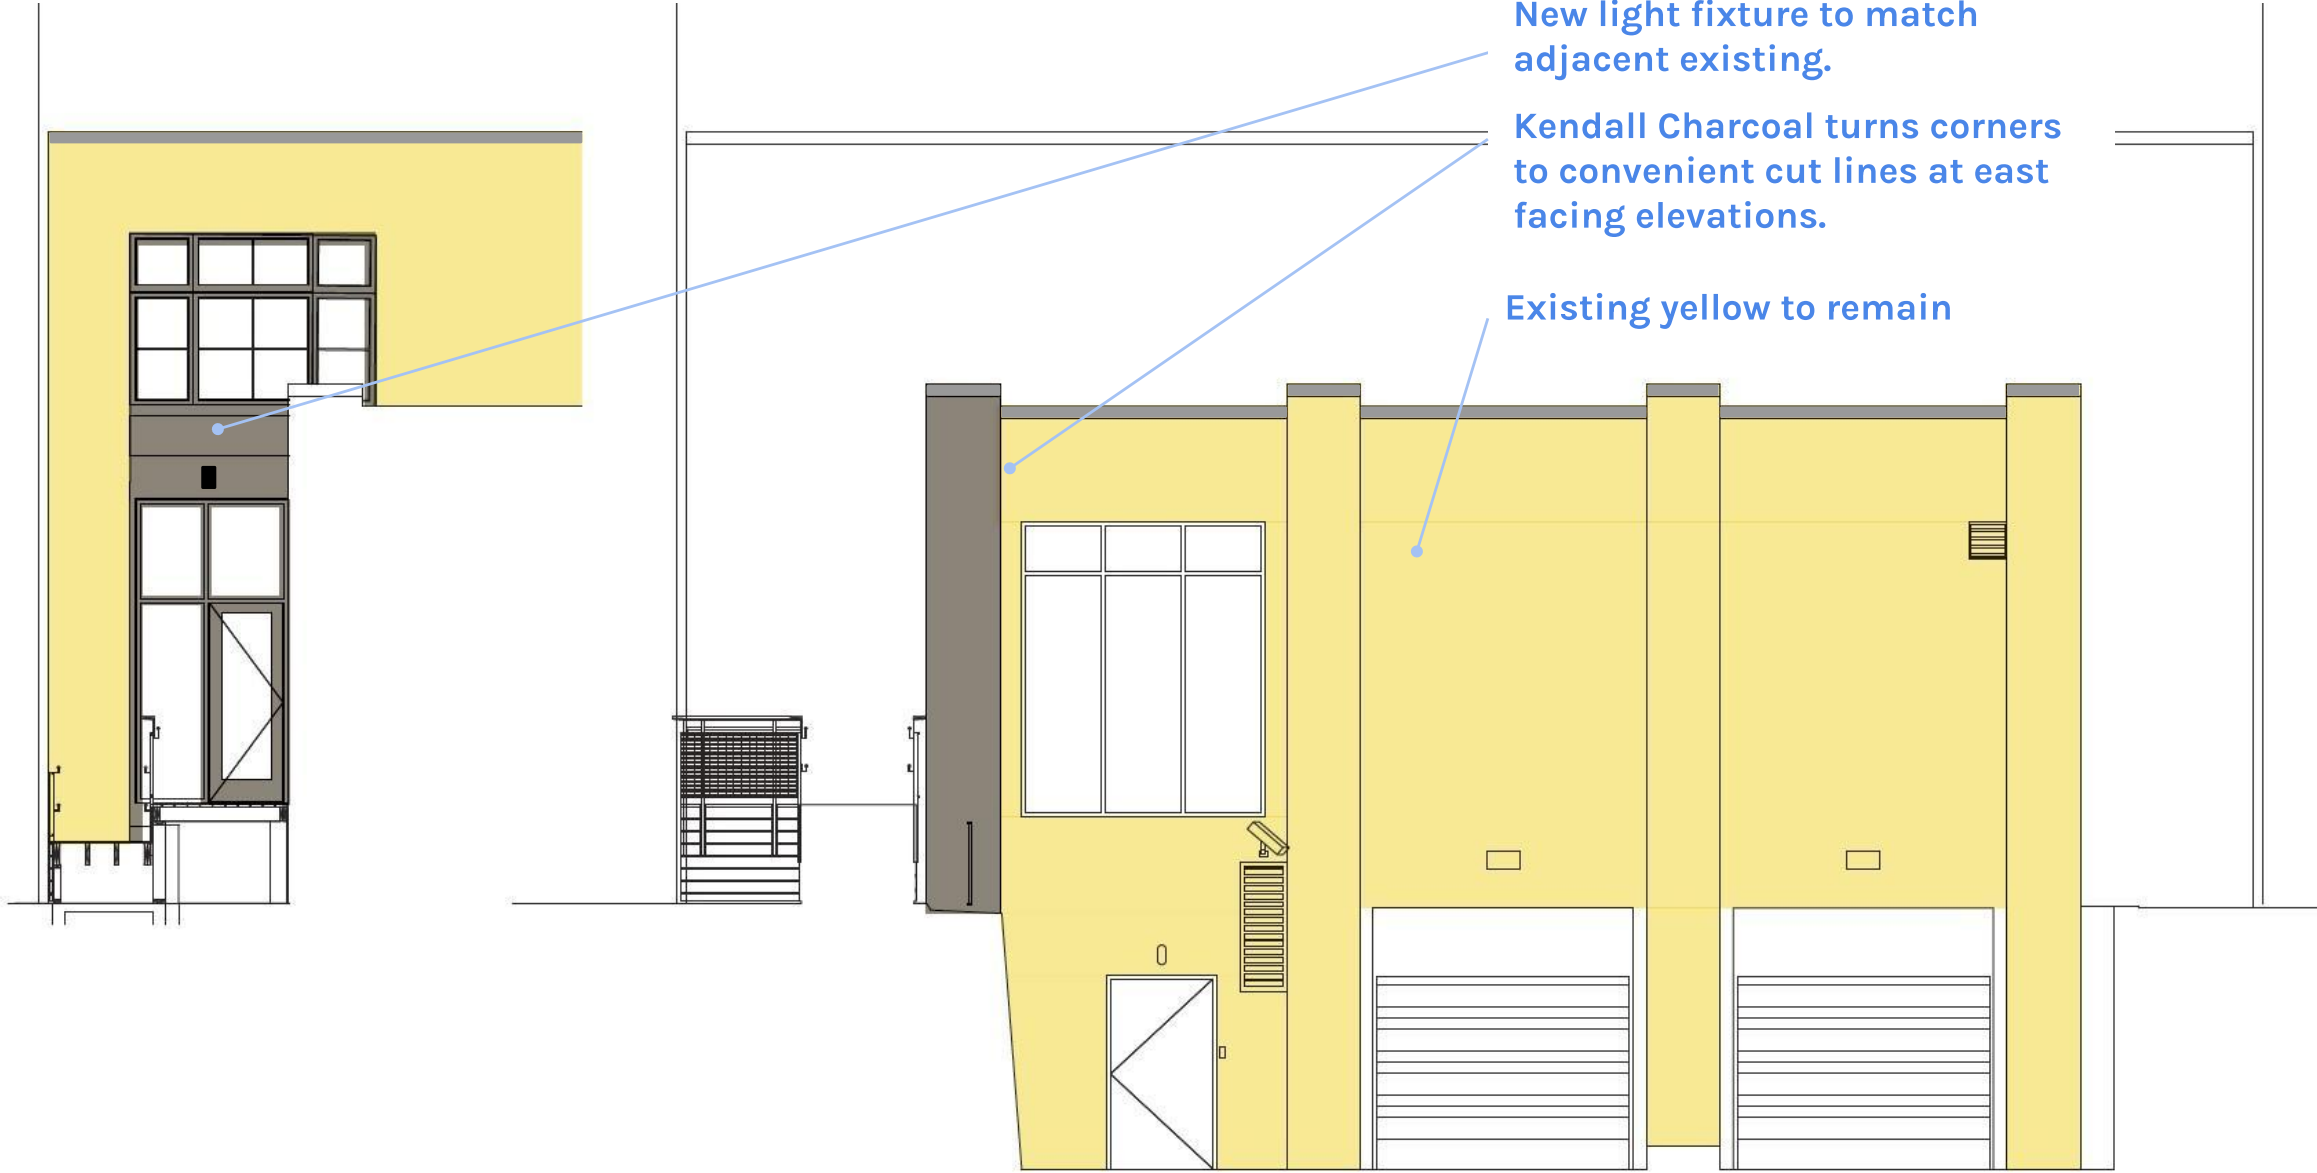 New light fixture to match
adjacent existing.
Kendall Charcoal turns corners
to convenient cut lines at east
facing elevations.
Existing yellow to remain